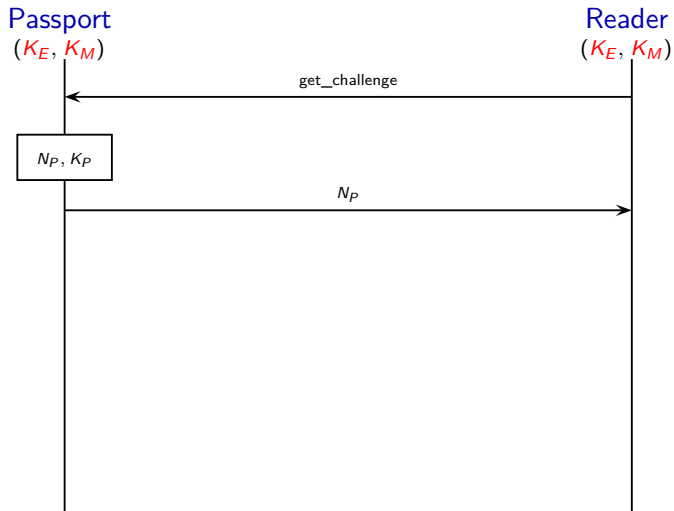 Passport Reader
(K_E, K_M) (K_E, K_M)
get_challenge
N_P, K_P
N_P